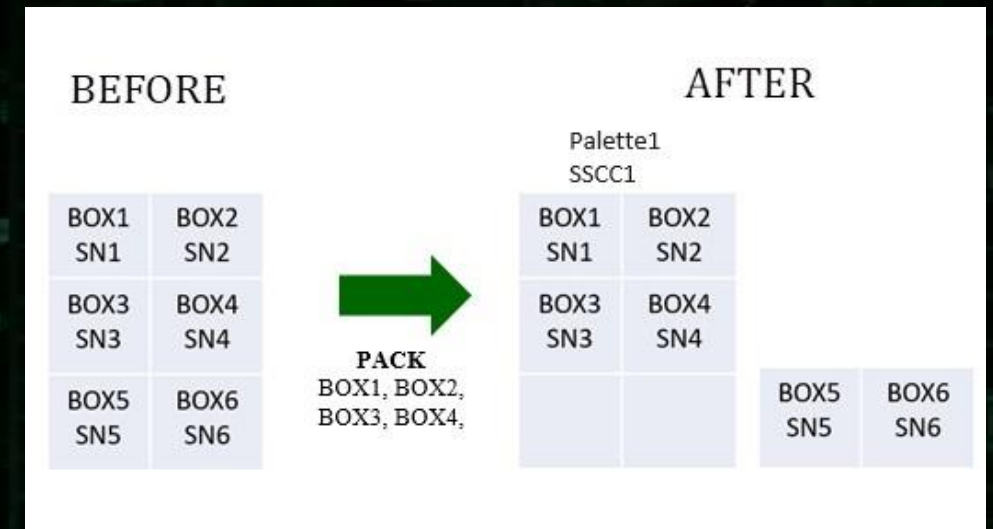 BEFORE
AFTER
Palette1
SSCC1
BOX1 BOX2
SN1 SN2
BOX3 BOX4
SN3 SN4
BOX5 BOX6
SN5 SN6
PACK
BOX1, BOX2,
BOX3, BOX4,
BOX1 BOX2
SN1 SN2
BOX3 BOX4
SN3 SN4
BOX5 BOX6
SN5 SN6